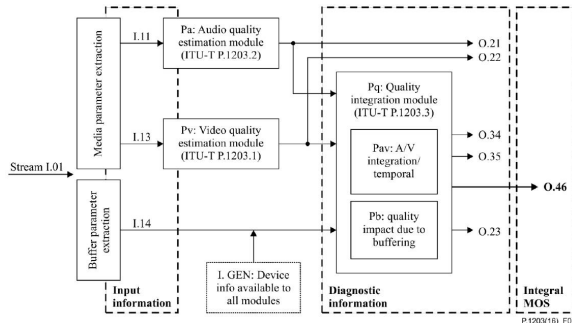 I.11
Pa: Audio quality
estimation module
(ITU-T P.1203.2)
O.21
O.22
Media parameter extraction
Pq: Quality
integration module
(ITU-T P.1203.3)
I.13
Pv: Video quality
estimation module
(ITU-T P.1203.1)
O.34
Pav: A/V
integration/
temporal
O.35
Stream I.01
O.46
Buffer parameter
extraction
I.14
Pb: quality
impact due to
buffering
O.23
I. GEN: Device
info available to
all modules
Input
information
Diagnostic
information
Integral
MOS
P.1203(16)_F0